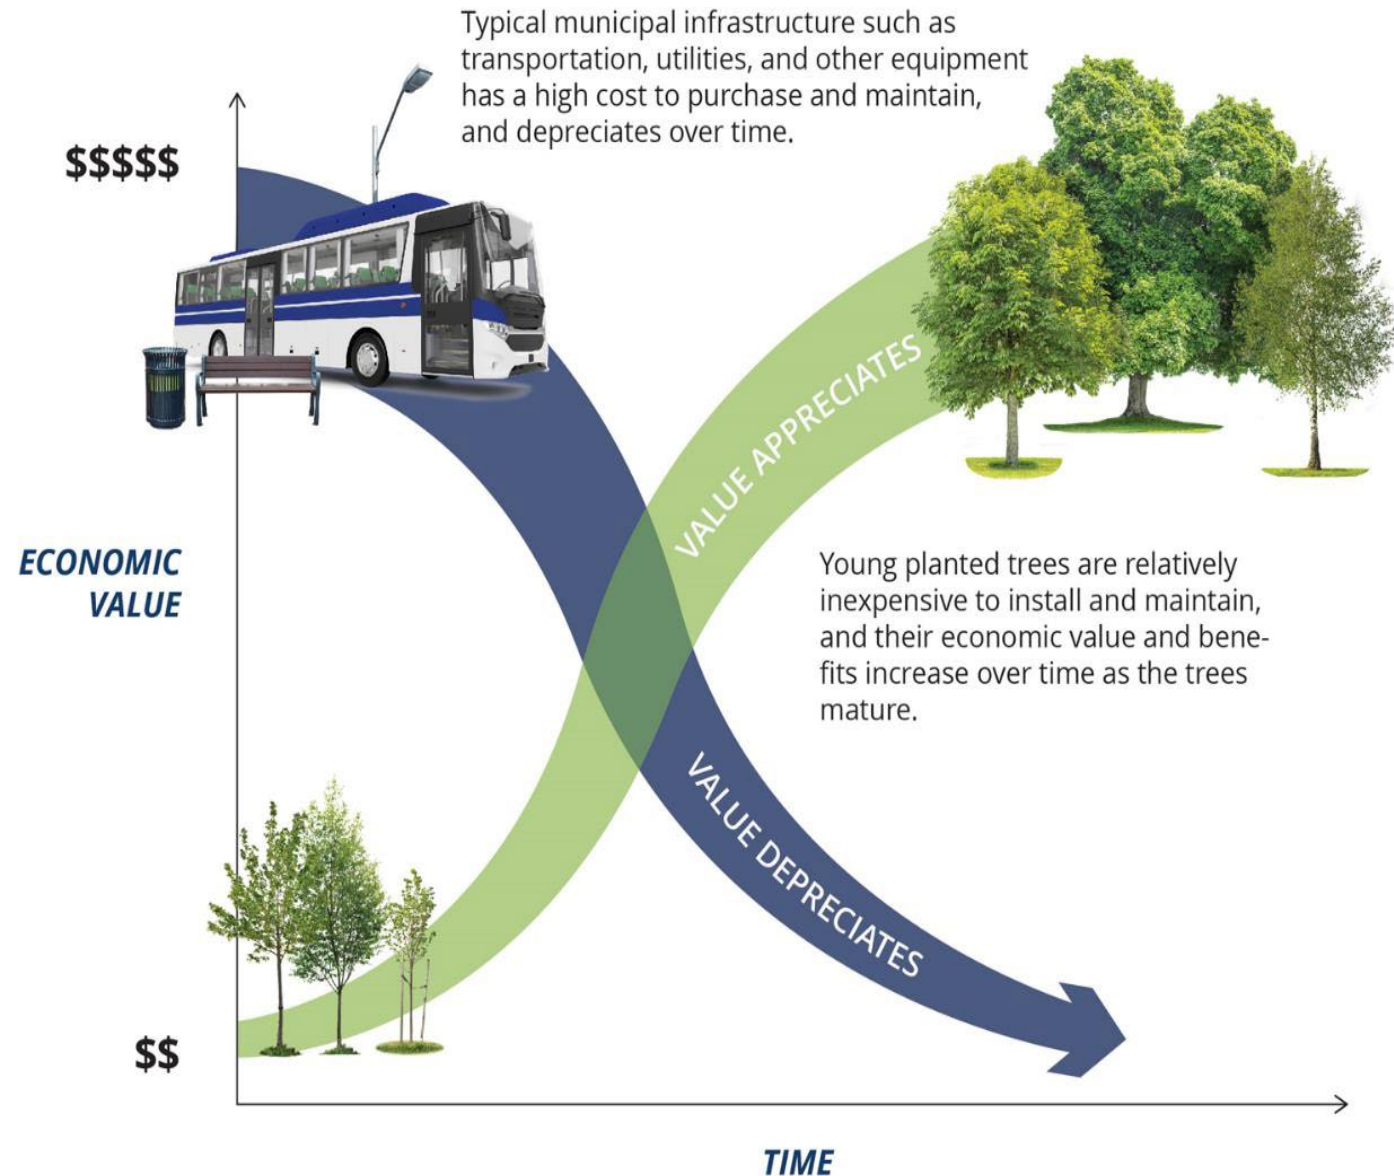 Typical municipal infrastructure such as
transportation, utilities, and other equipment
has a high cost to purchase and maintain,
and depreciates over time.
$$$$$
VALUE APPRECIATES
ECONOMIC
VALUE
Young planted trees are relatively
inexpensive to install and maintain,
and their economic value and bene-
fits increase over time as the trees
mature.
VALUE DEPRECIATES
$$
TIME